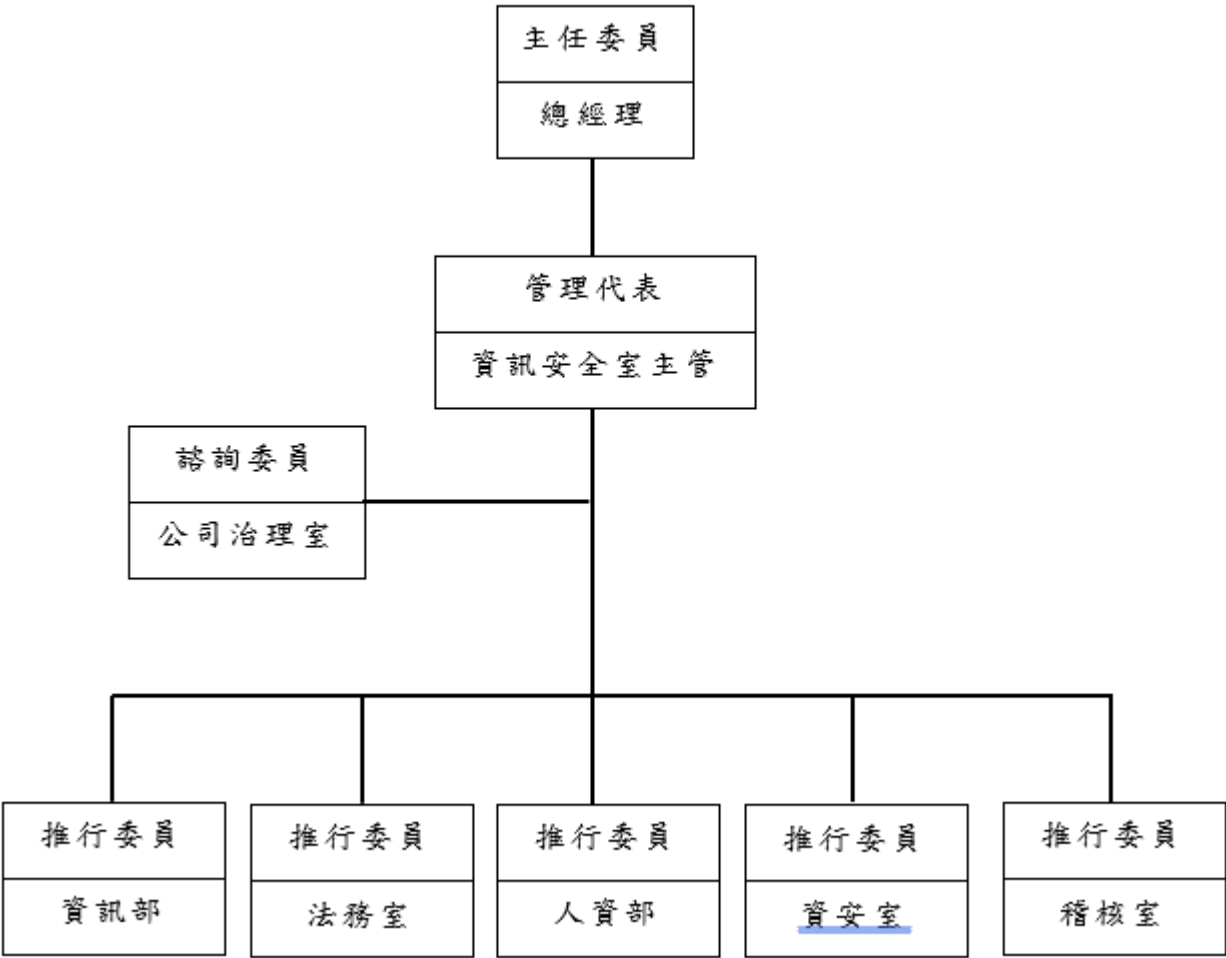 主任委員
總經理
管理代表
資訊安全室主管
諮詢委員
公司治理室
推行委員
資訊部
推行委員
法務室
推行委員
人資部
推行委員
資安室
推行委員
稽核室